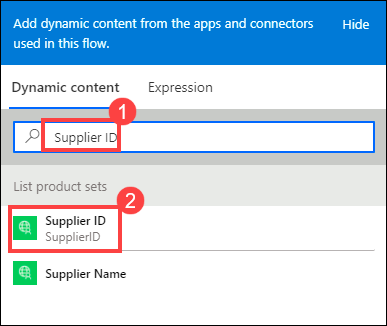 Add dynamic content from the apps and connectors Hide
used in this flow.
Dynamic content Expression
1
Supplier ID
List product sets
2
Supplier ID
SupplierID
Supplier Name